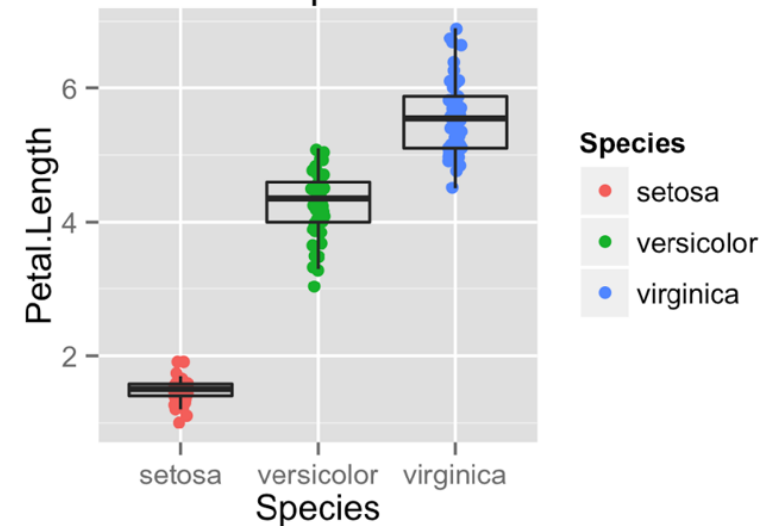 Petal.Length
6
4
2
setosa versicolor virginica
Species
Species
setosa
versicolor
virginica